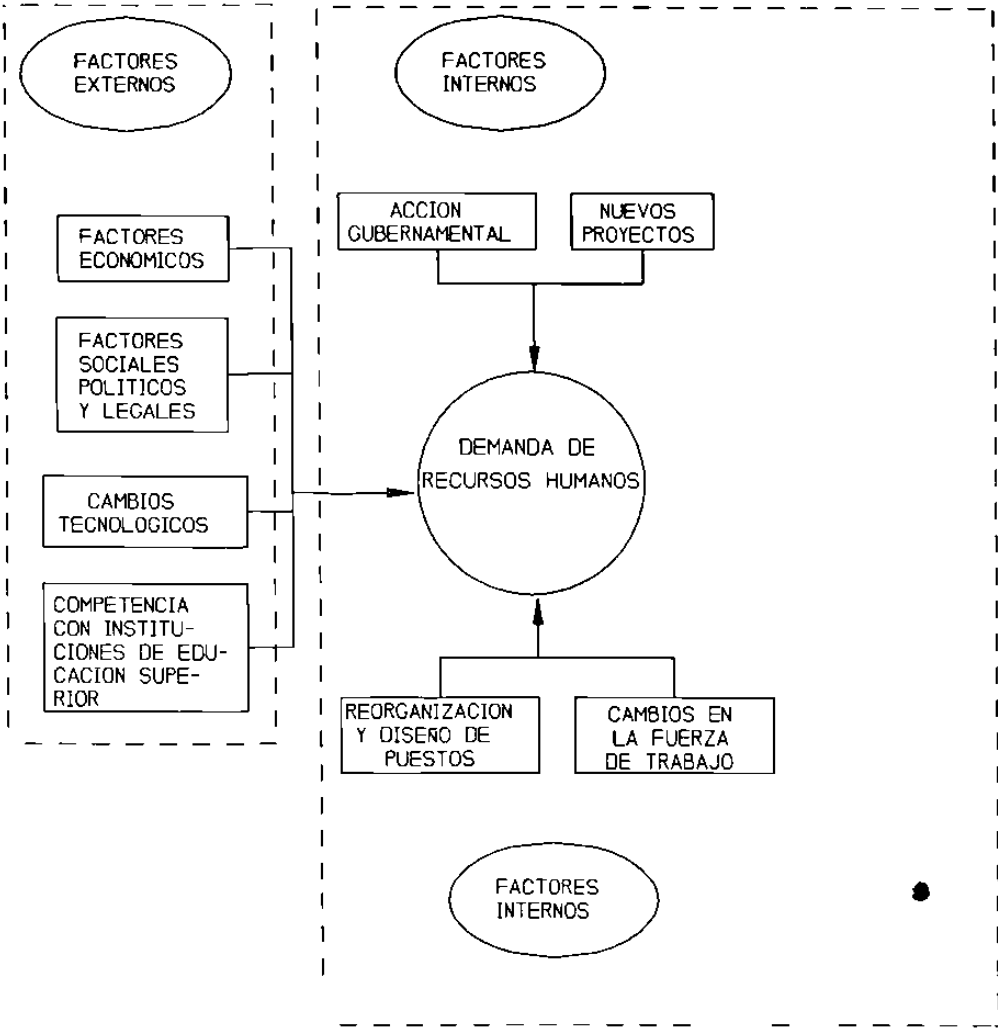 FACTORES
EXTERNOS
FACTORES
ECONOMICOS
FACTORES
SOCIALES
POLITICOS
Y LEGALES
CAMBIOS
TECNOLOGICOS
COMPETENCIA
CON INSTITU-
CIONES DE EDU-
CACION SUPE-
RIOR
FACTORES
INTERNOS
ACCION
GUBERNAMENTAL
NUEVOS
PROYECTOS
DEMANDA DE
RECURSOS HUMANOS
REORGANIZACION
Y DISEÑO DE
PUESTOS
CAMBIOS EN
LA FUERZA
DE TRABAJO
FACTORES
INTERNOS